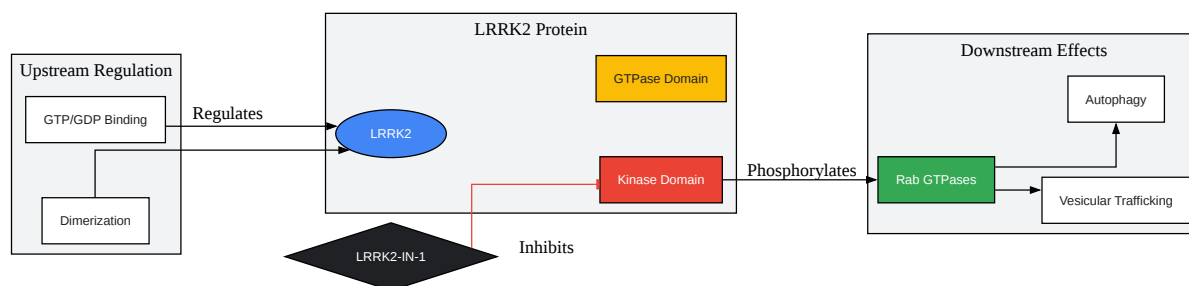 Upstream Regulation
GTP/GDP Binding
Dimerization
Regulates
LRRK2 Protein
LRRK2
GTPase Domain
Kinase Domain
LRRK2-IN-1
Inhibits
Phosphorylates
Downstream Effects
Rab GTPases
Autophagy
Vesicular Trafficking